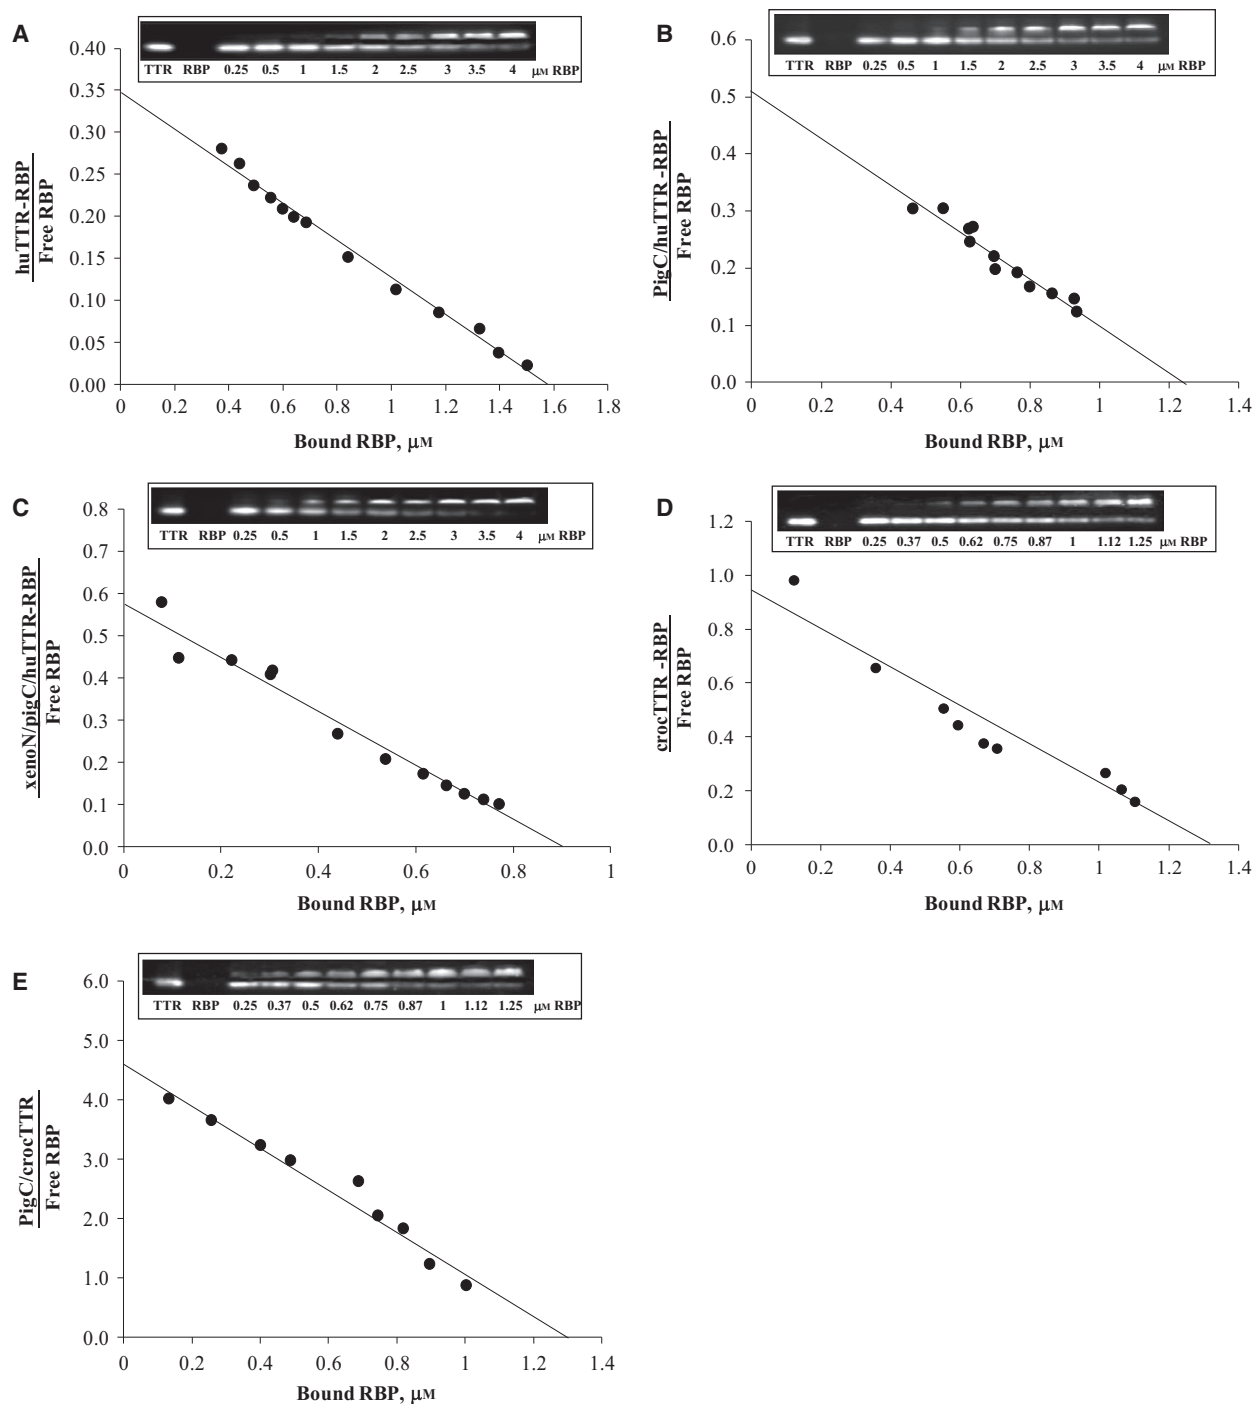 A
TTR RBP 0.25 0.5 1 1.5 2 2.5 3 3.5 4 μM RBP
0.40
0.35
0.30
0.25
0.20
0.15
0.10
0.05
0.00
huTTR-RBP
Free RBP
0 0.2 0.4 0.6 0.8 1 1.2 1.4 1.6 1.8
Bound RBP, μM
B
TTR RBP 0.25 0.5 1 1.5 2 2.5 3 3.5 4 μM RBP
0.6
0.5
0.4
0.3
0.2
0.1
0.0
PigC/huTTR-RBP
Free RBP
0 0.2 0.4 0.6 0.8 1 1.2 1.4
Bound RBP, μM
C
TTR RBP 0.25 0.5 1 1.5 2 2.5 3 3.5 4 μM RBP
0.8
0.7
0.6
0.5
0.4
0.3
0.2
0.1
0.0
xenoN/pigC/huTTR-RBP
Free RBP
0 0.2 0.4 0.6 0.8 1
Bound RBP, μM
D
TTR RBP 0.25 0.37 0.5 0.62 0.75 0.87 1 1.12 1.25 μM RBP
1.2
1.0
0.8
0.6
0.4
0.2
0.0
crocTTR -RBP
Free RBP
0 0.2 0.4 0.6 0.8 1 1.2 1.4
Bound RBP, μM
E
TTR RBP 0.25 0.37 0.5 0.62 0.75 0.87 1 1.12 1.25 μM RBP
6.0
5.0
4.0
3.0
2.0
1.0
0.0
PigC/crocTTR
Free RBP
0 0.2 0.4 0.6 0.8 1 1.2 1.4
Bound RBP, μM